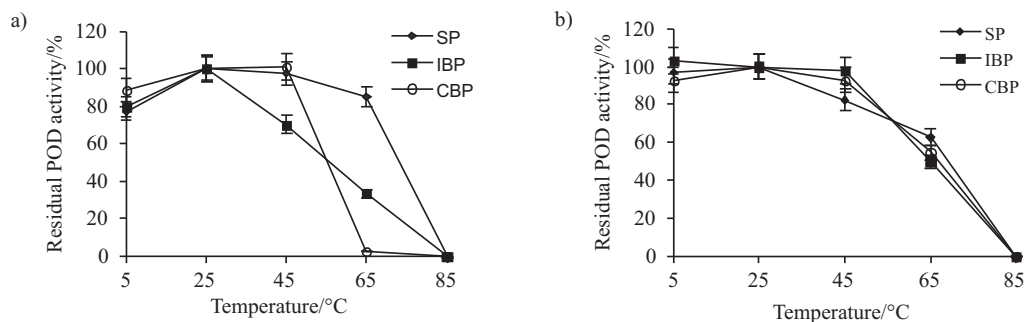 a)
Residual POD activity/%
120
100
80
60
40
20
0
5 25 45 65 85
Temperature/°C
SP
IBP
CBP
b)
Residual POD activity/%
120
100
80
60
40
20
0
5 25 45 65 85
Temperature/°C
SP
IBP
CBP